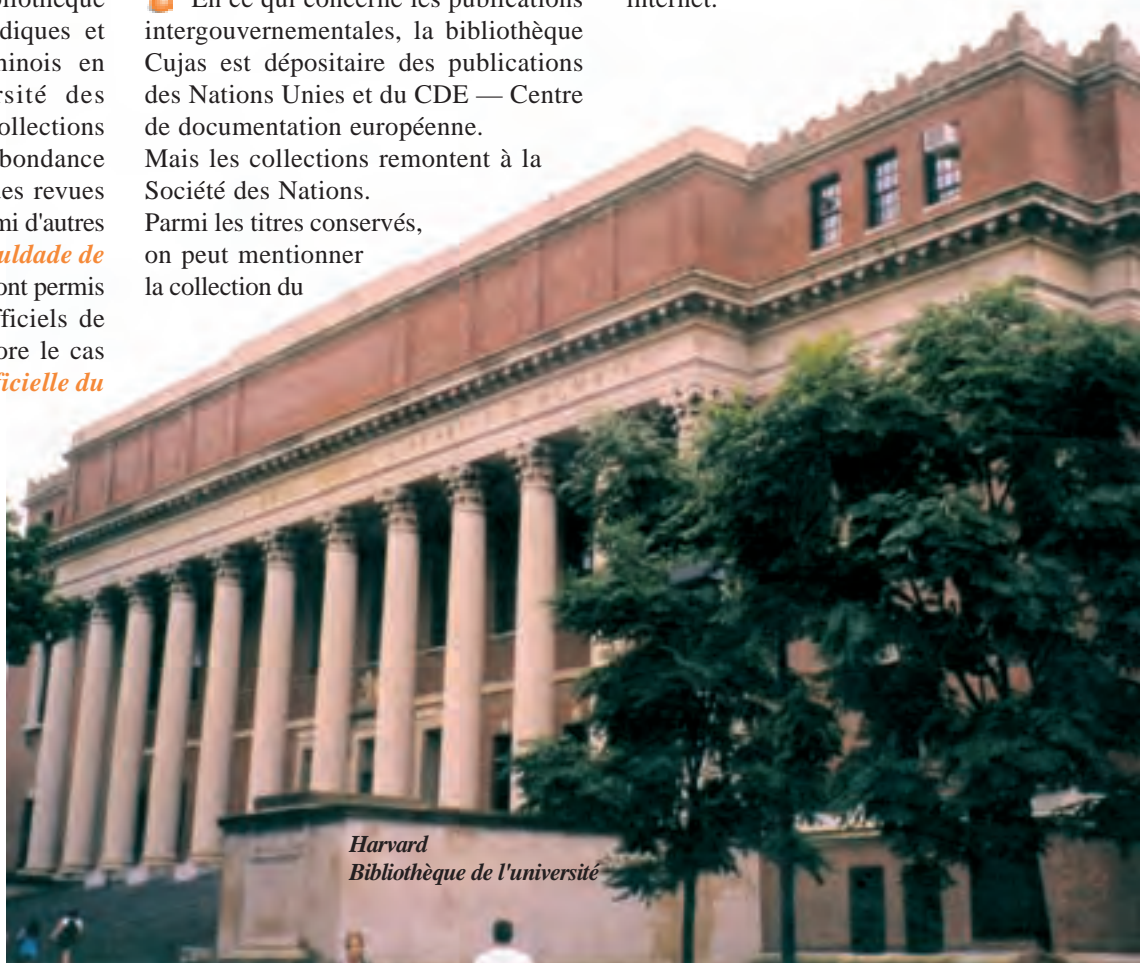 bliothèque
diques et
ninois en
rsité des
ollections
bondance
les revues
mi d'autres
uldade de
ont permis
fficiels de
ore le cas
ficielle du
En ce qui concerne les publications
intergouvernementales, la bibliothèque
Cujas est dépositaire des publications
des Nations Unies et du CDE — Centre
de documentation européenne.
Mais les collections remontent à la
Société des Nations.
Parmi les titres conservés,
on peut mentionner
la collection du
internet.
Harvard
Bibliothèque de l'université